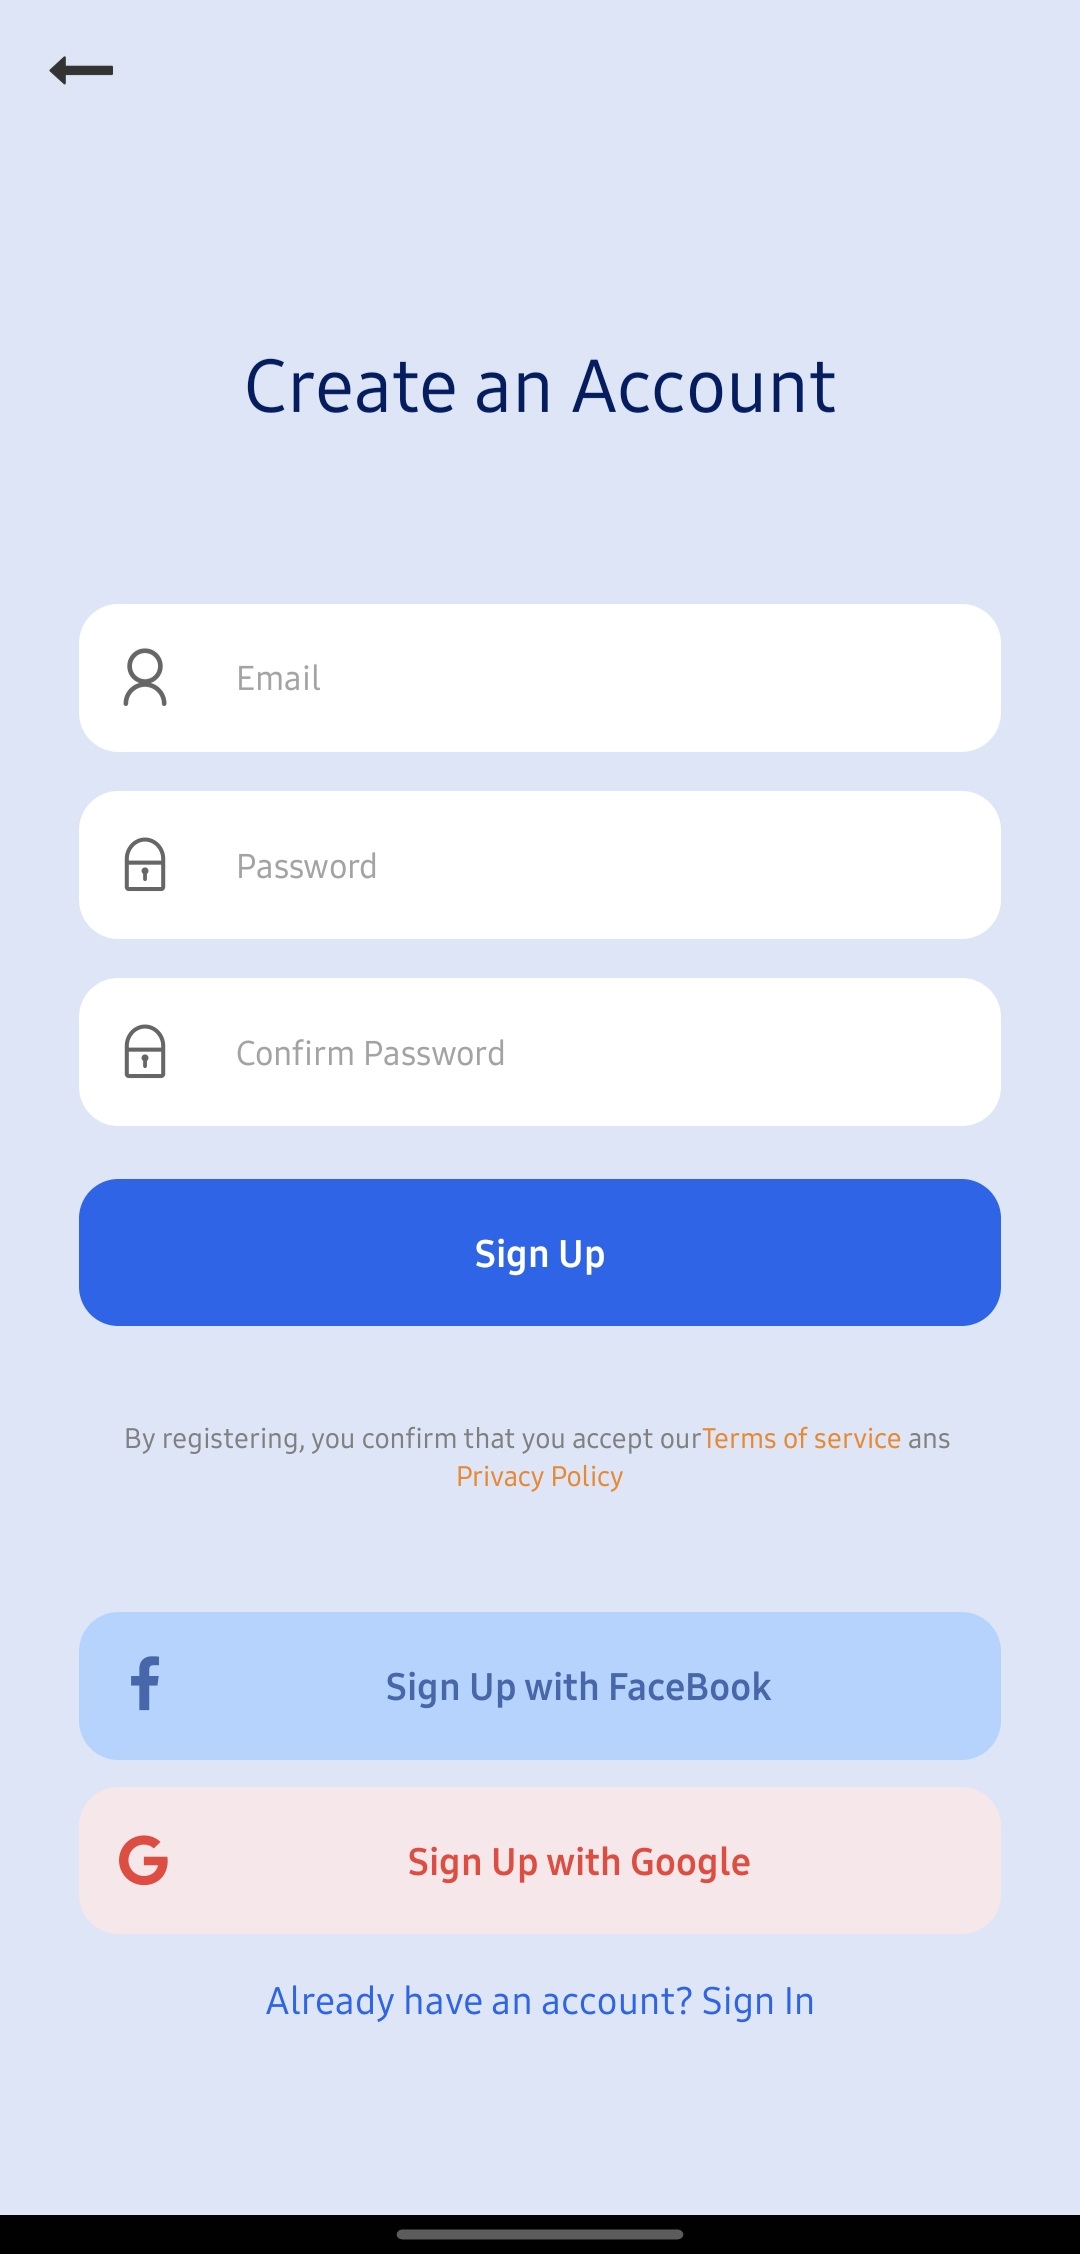 Create an Account
Email
Password
Confirm Password
Sign Up
By registering, you confirm that you accept ourTerms of service ans
Privacy Policy
Sign Up with FaceBook
Sign Up with Google
Already have an account? Sign In